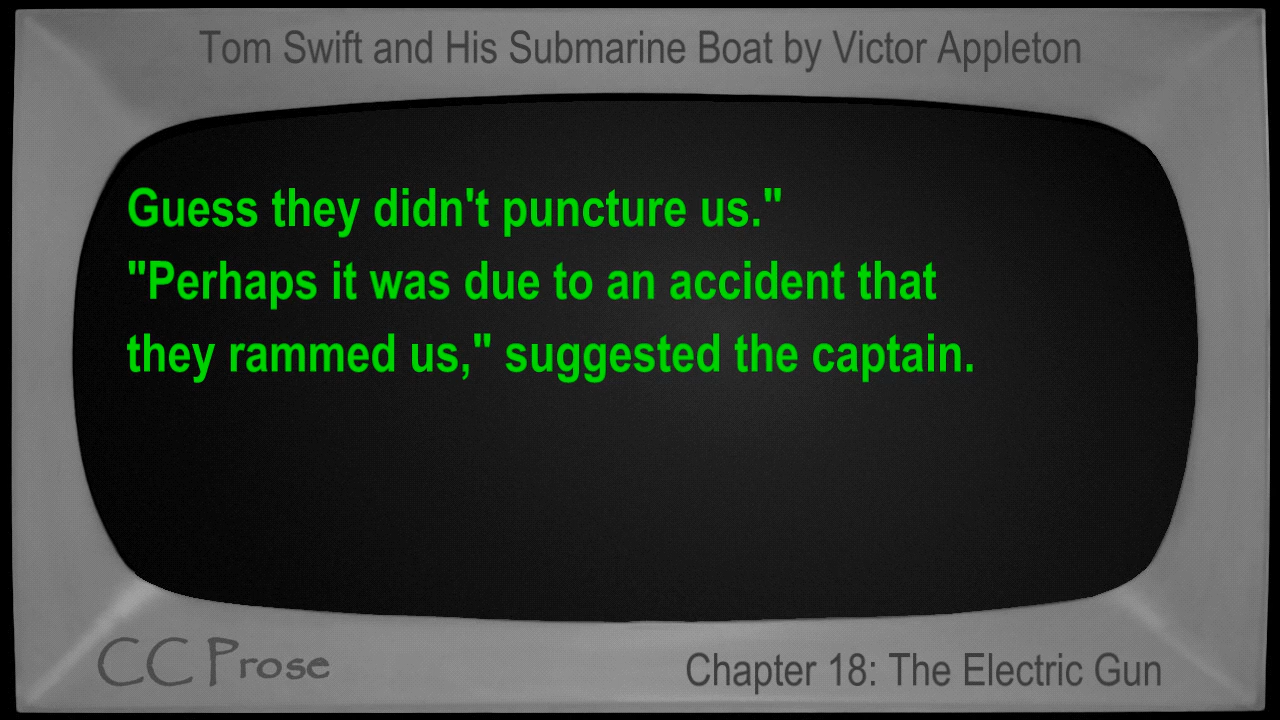 Tom Swift and His Submarine Boat by Victor Appleton
Guess they didn't puncture us."
"Perhaps it was due to an accident that
they rammed us," suggested the captain.
CC Prose
Chapter 18: The Electric Gun